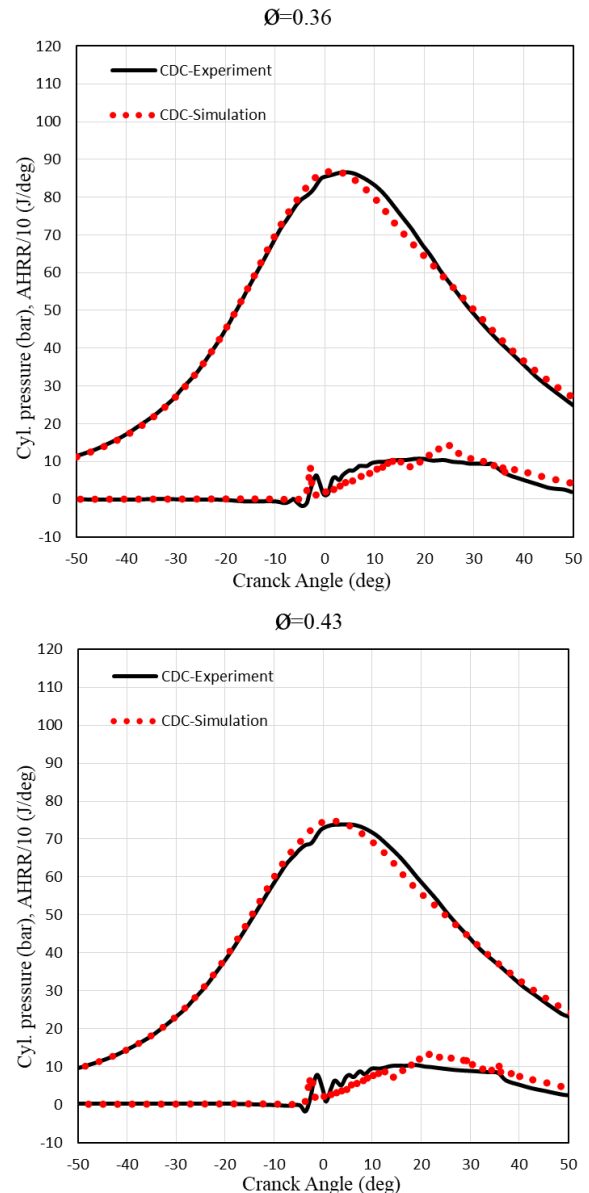 Ø=0.36
120
110
100
90
80
70
60
50
40
30
20
10
0
-10
Cyl. pressure (bar), AHRR/10 (J/deg)
CDC-Experiment
CDC-Simulation
-50 -40 -30 -20 -10 0 10 20 30 40 50
Cranck Angle (deg)
Ø=0.43
120
110
100
90
80
70
60
50
40
30
20
10
0
-10
Cyl. pressure (bar), AHRR/10 (J/deg)
CDC-Experiment
CDC-Simulation
-50 -40 -30 -20 -10 0 10 20 30 40 50
Cranck Angle (deg)